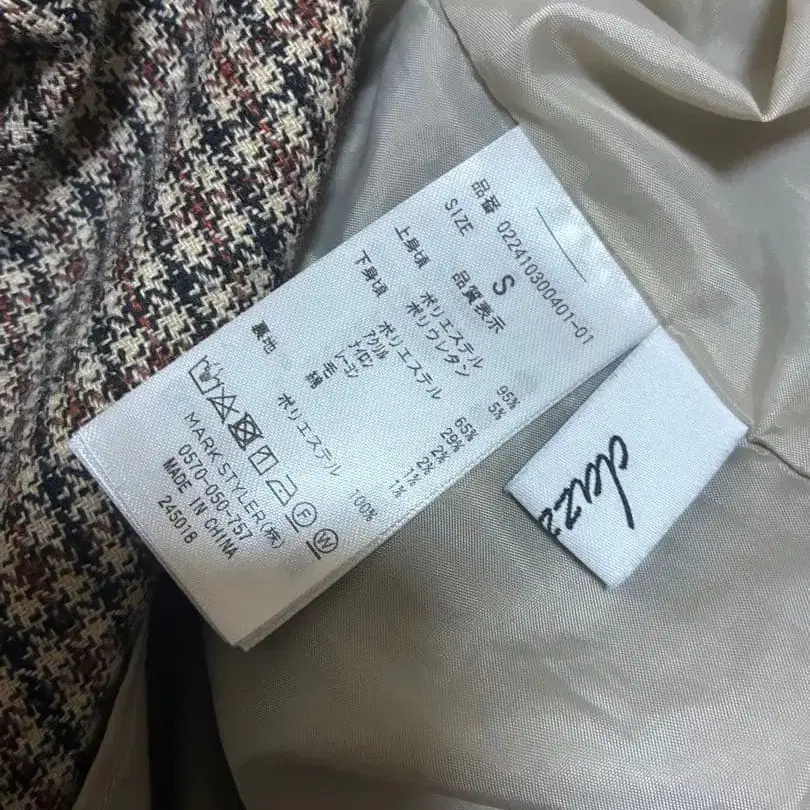 品番 022410300401-01
SIZE S
品質表示
上身頃 ポリエステル 95%
ポリウレタン 5%
下身頃 ポリエステル 65%
アクリル 29%
ナイロン 2%
毛 2%
レーヨン 1%
綿 1%
裏地 ポリエステル 100%
F W
MARK STYLER(株)
0570-050-757
MADE IN CHINA
245018